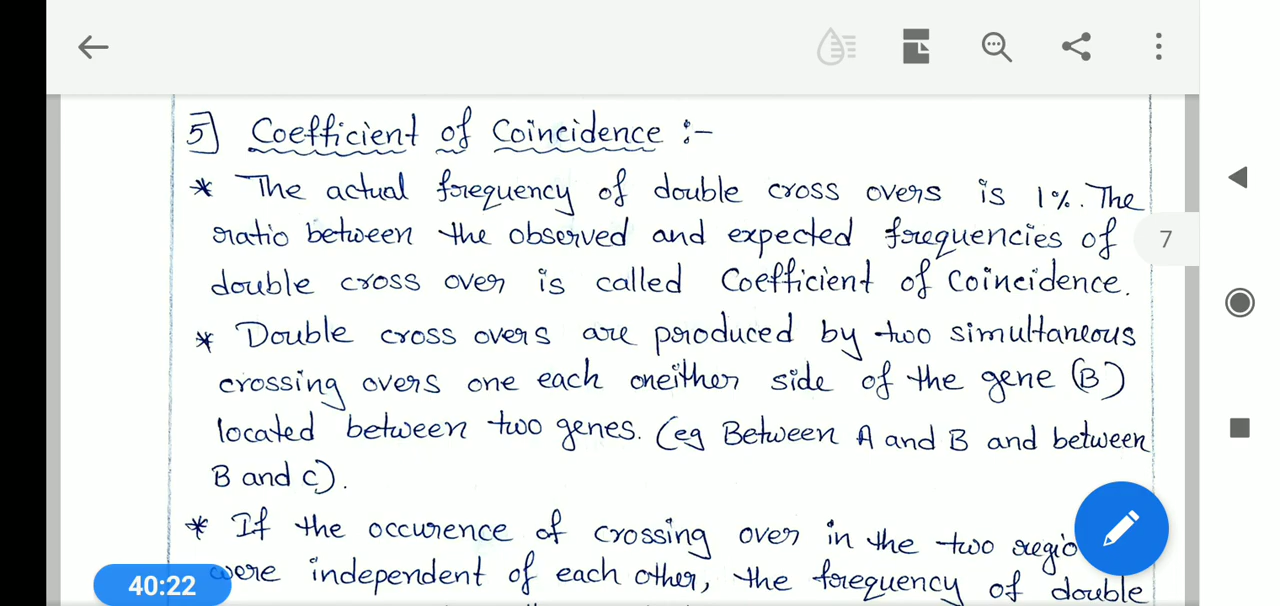 5] Coefficient of Coincidence :-
* The actual frequency of double cross overs is 1%. The
ratio between the observed and expected frequencies of
7
double cross over is called Coefficient of Coincidence.
* Double cross overs are produced by two simultaneous
crossing overs one each oneither side of the gene (B)
located between two genes. (eg Between A and B and between
B and C).
* If the occurence of crossing over in the two regio
were independent of each other, the frequency of double
40:22